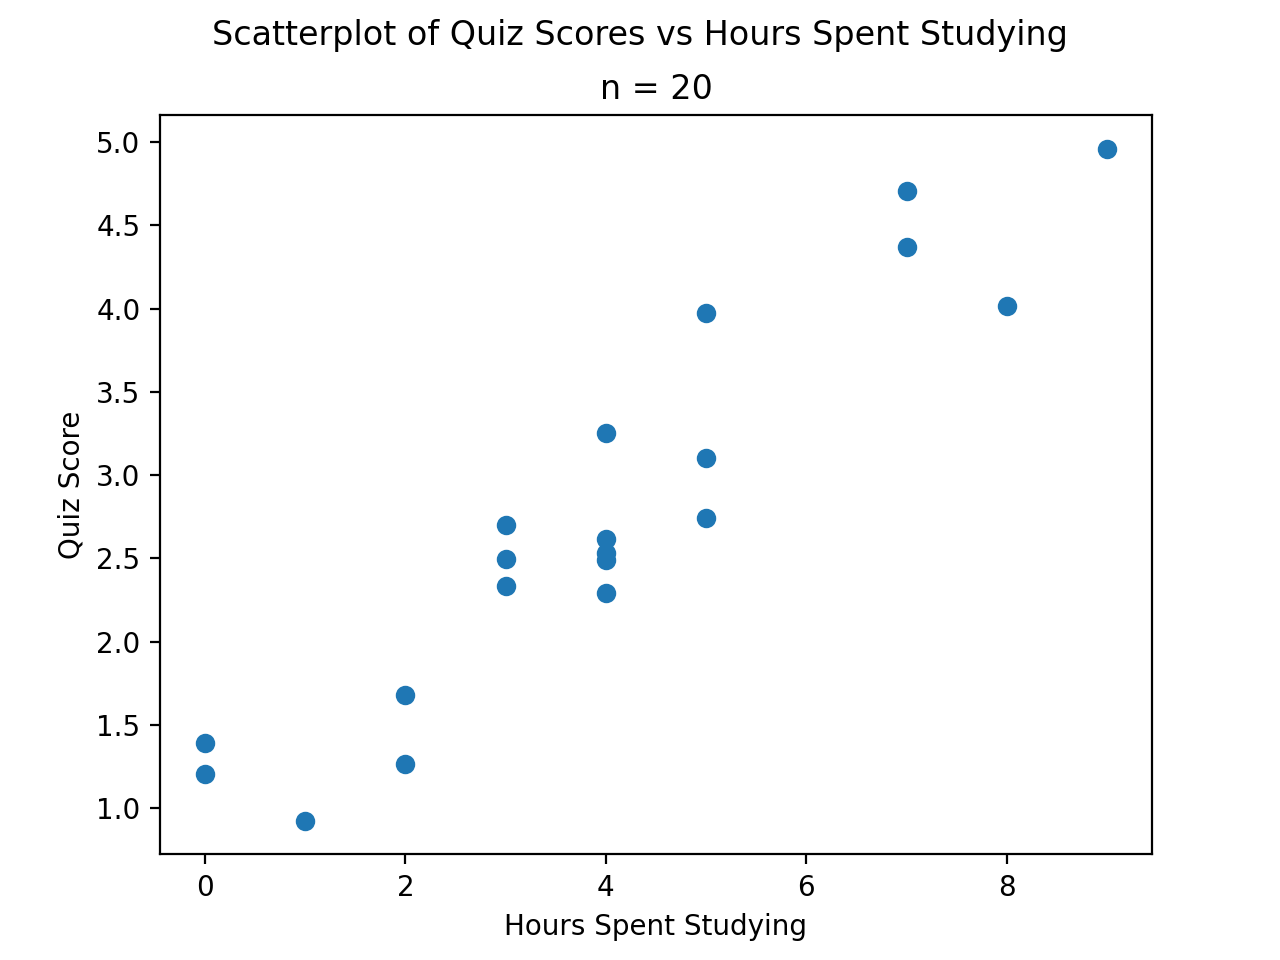 Scatterplot of Quiz Scores vs Hours Spent Studying
n = 20
5.0
4.5
4.0
3.5
3.0
2.5
2.0
1.5
1.0
Quiz Score
0 2 4 6 8
Hours Spent Studying